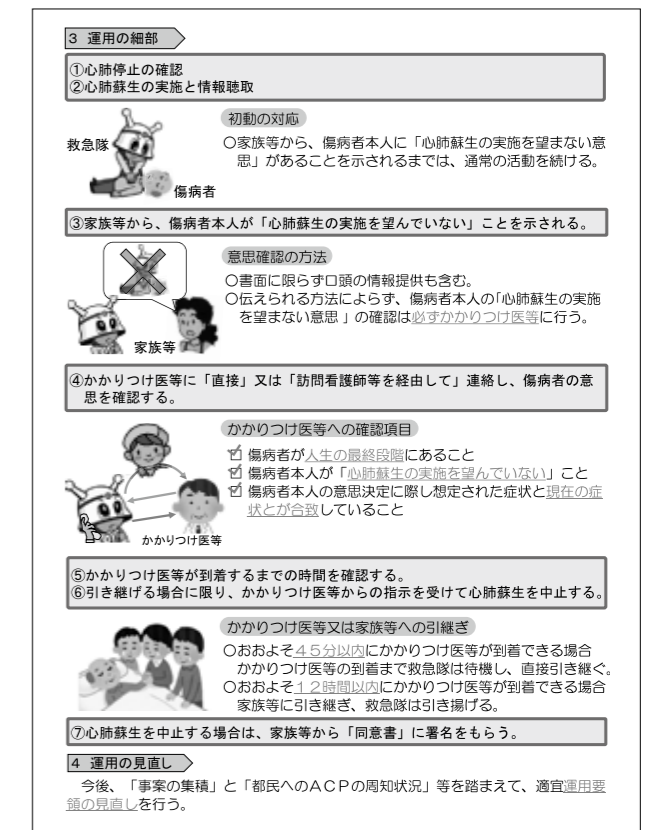 3 運用の細部
①心肺停止の確認
②心肺蘇生の実施と情報聴取
初動の対応
救急隊
傷病者
○家族等から、傷病者本人に「心肺蘇生の実施を望まない意
思」があることを示されるまでは、通常の活動を続ける。
③家族等から、傷病者本人が「心肺蘇生の実施を望んでいない」ことを示される。
意思確認の方法
家族等
○書面に限らず口頭の情報提供も含む。
○伝えられる方法によらず、傷病者本人の「心肺蘇生の実施
を望まない意思」の確認は必ずかかりつけ医等に行う。
④かかりつけ医等に「直接」又は「訪問看護師等を経由して」連絡し、傷病者の意
思を確認する。
かかりつけ医等への確認項目
☑ 傷病者が人生の最終段階にあること
☑ 傷病者本人が「心肺蘇生の実施を望んでいない」こと
☑ 傷病者本人の意思決定に際し想定された症状と現在の症
状とが合致していること
かかりつけ医等
⑤かかりつけ医等が到着するまでの時間を確認する。
⑥引き継げる場合に限り、かかりつけ医等からの指示を受けて心肺蘇生を中止する。
かかりつけ医等又は家族等への引継ぎ
○おおよそ45分以内にかかりつけ医等が到着できる場合
かかりつけ医等の到着まで救急隊は待機し、直接引き継ぐ。
○おおよそ12時間以内にかかりつけ医等が到着できる場合
家族等に引き継ぎ、救急隊は引き揚げる。
⑦心肺蘇生を中止する場合は、家族等から「同意書」に署名をもらう。
4 運用の見直し
今後、「事案の集積」と「都民へのACPの周知状況」等を踏まえて、適宜運用要
領の見直しを行う。